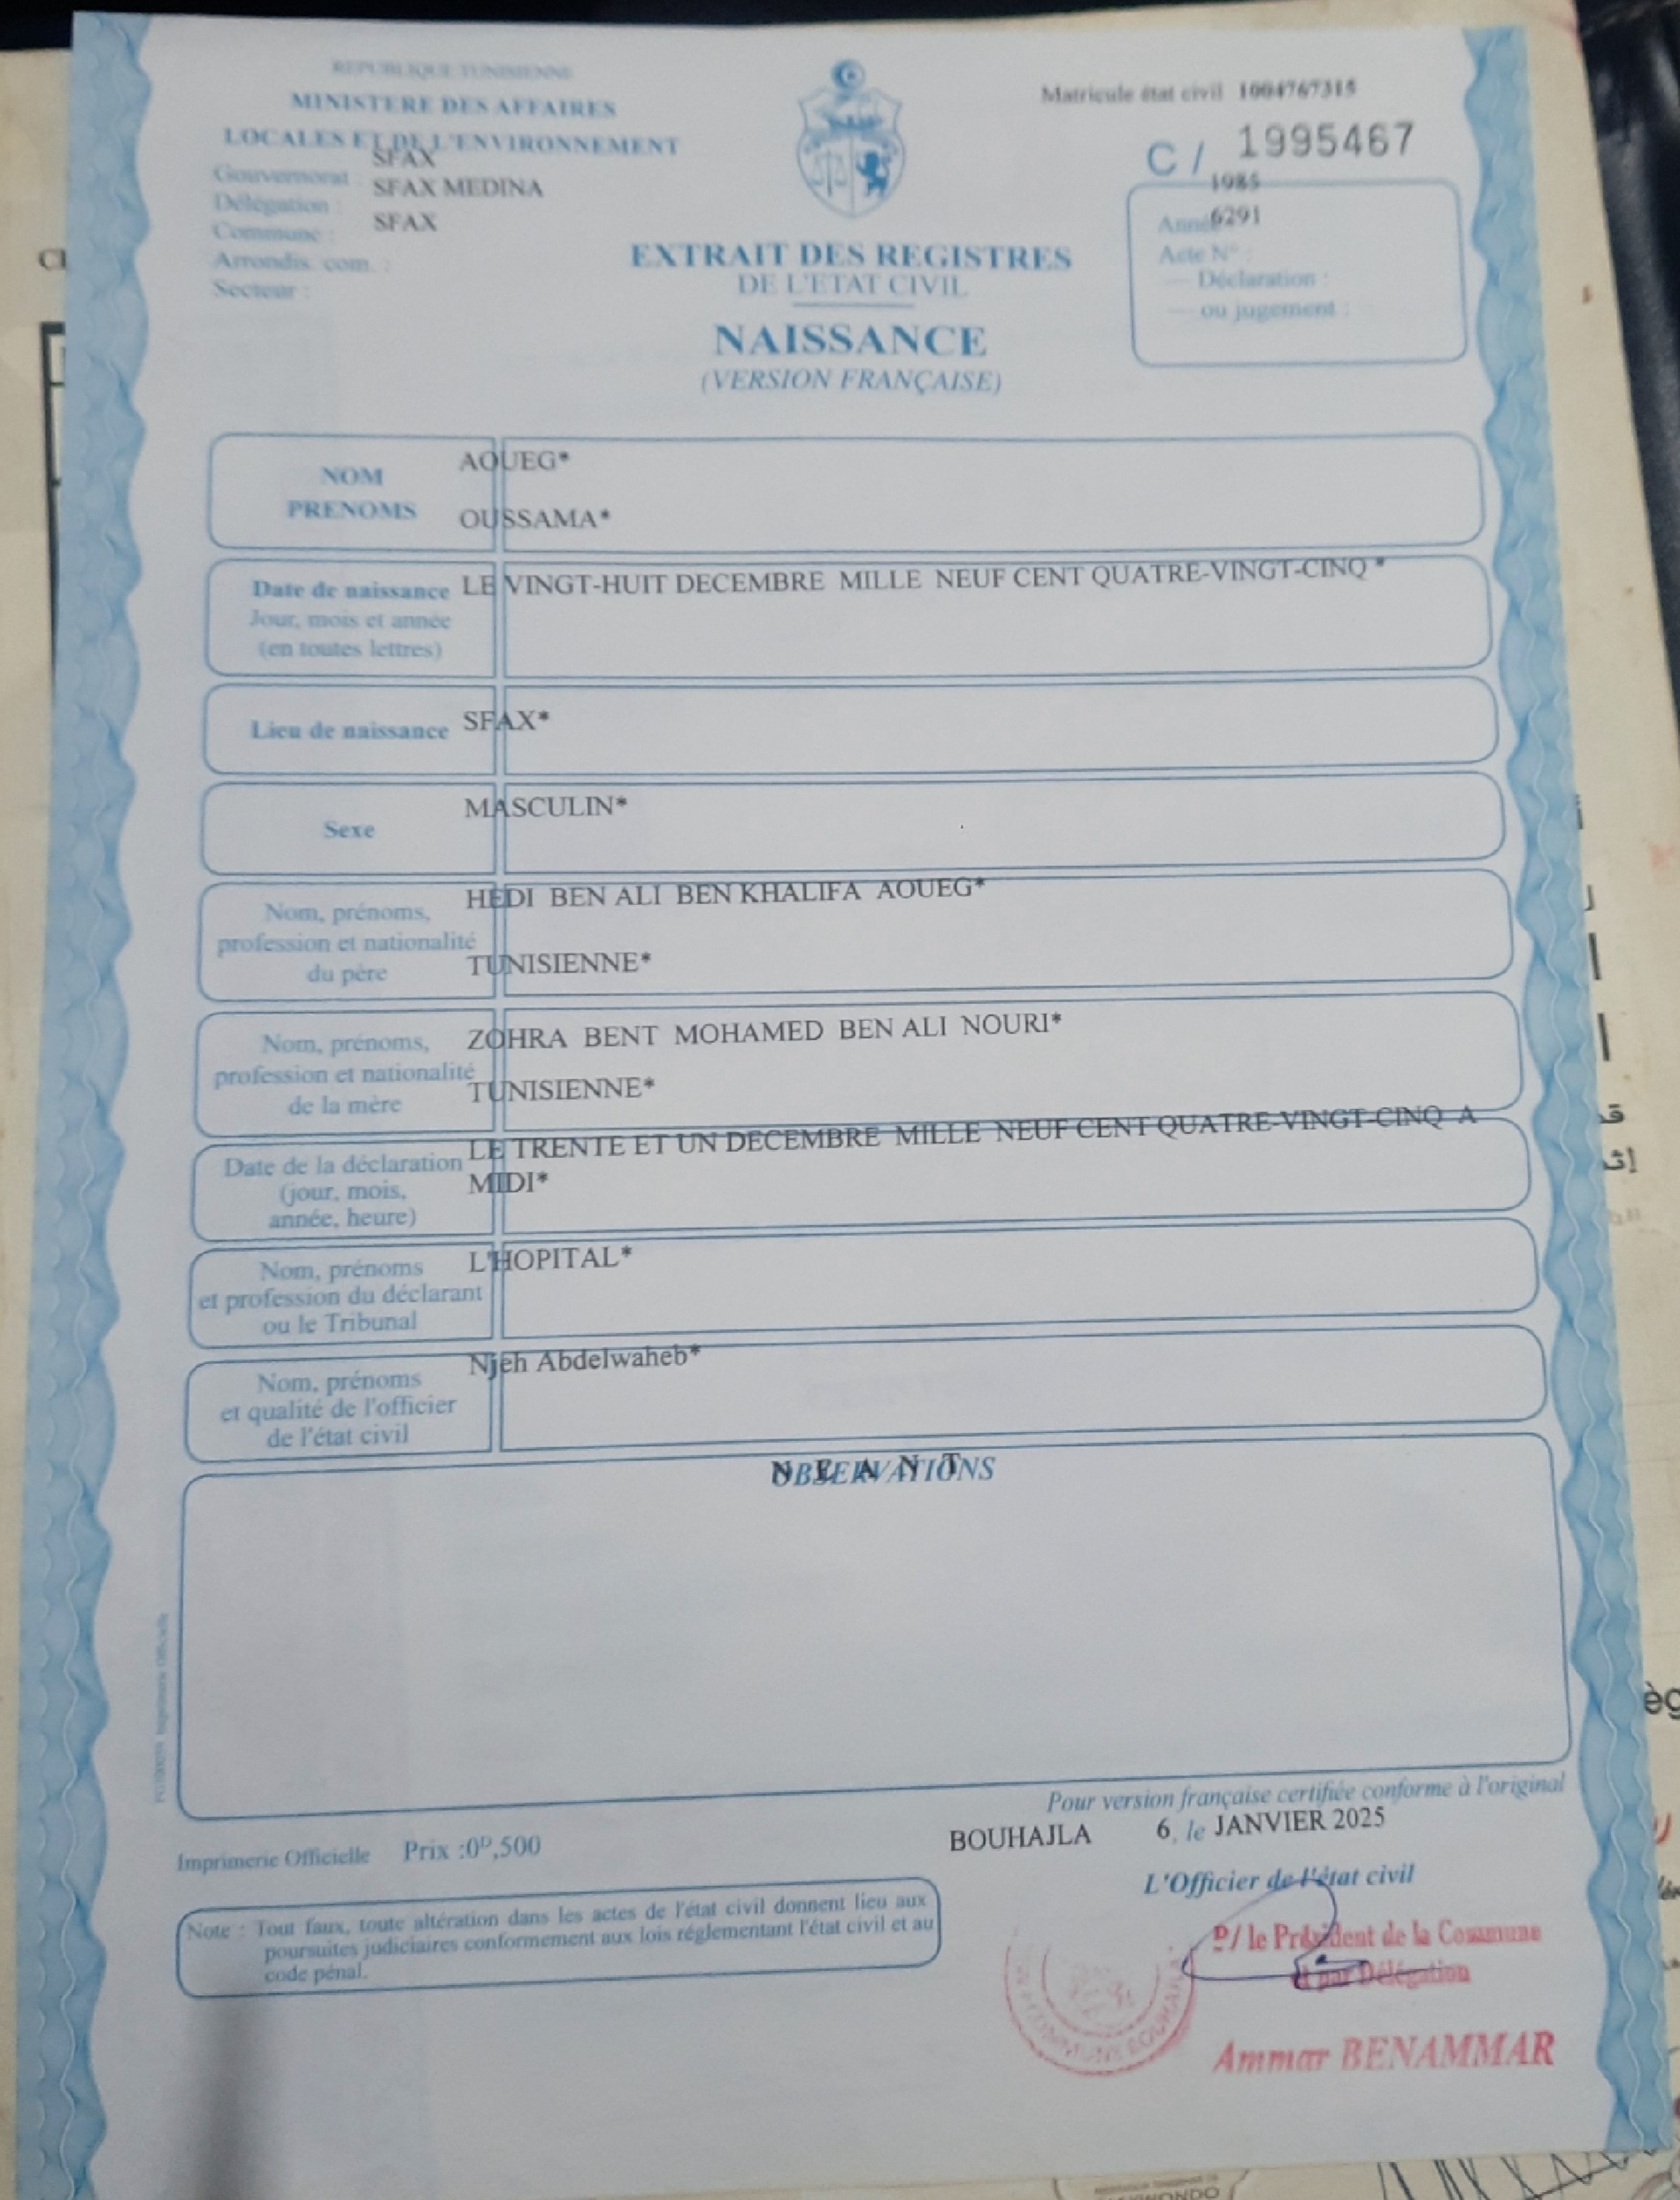 REPUBLIQUE TUNISIENNE
MINISTERE DES AFFAIRES
LOCALES ET DE L'ENVIRONNEMENT
Gouvernorat : SFAX
Délégation : SFAX MEDINA
Commune : SFAX
Arrondis. com. :
Secteur :
Matricule état civil 1004767315
C / 1995467
Année 1985
Acte N° : 6291
— Déclaration :
— ou jugement :
EXTRAIT DES REGISTRES
DE L'ETAT CIVIL
NAISSANCE
(VERSION FRANÇAISE)
NOM AOUEG*
PRENOMS OUSSAMA*
Date de naissance LE VINGT-HUIT DECEMBRE MILLE NEUF CENT QUATRE-VINGT-CINQ *
Jour, mois et année
(en toutes lettres)
Lieu de naissance SFAX*
Sexe MASCULIN*
Nom, prénoms, HEDI BEN ALI BEN KHALIFA AOUEG*
profession et nationalité
du père TUNISIENNE*
Nom, prénoms, ZOHRA BENT MOHAMED BEN ALI NOURI*
profession et nationalité
de la mère TUNISIENNE*
Date de la déclaration LE TRENTE ET UN DECEMBRE MILLE NEUF CENT QUATRE-VINGT-CINQ A
(jour, mois, MIDI*
année, heure)
Nom, prénoms L'HOPITAL*
et profession du déclarant
ou le Tribunal
Nom, prénoms Njeh Abdelwaheb*
et qualité de l'officier
de l'état civil
OBSERVATIONS
N E A N T
Pour version française certifiée conforme à l'original
BOUHAJLA 6, le JANVIER 2025
Imprimerie Officielle Prix :0ᴰ,500
L'Officier de l'état civil
Note : Tout faux, toute altération dans les actes de l'état civil donnent lieu aux
poursuites judiciaires conformement aux lois réglementant l'état civil et au
code pénal.
P/ le Président de la Commune
et par Délégation
Ammar BENAMMAR